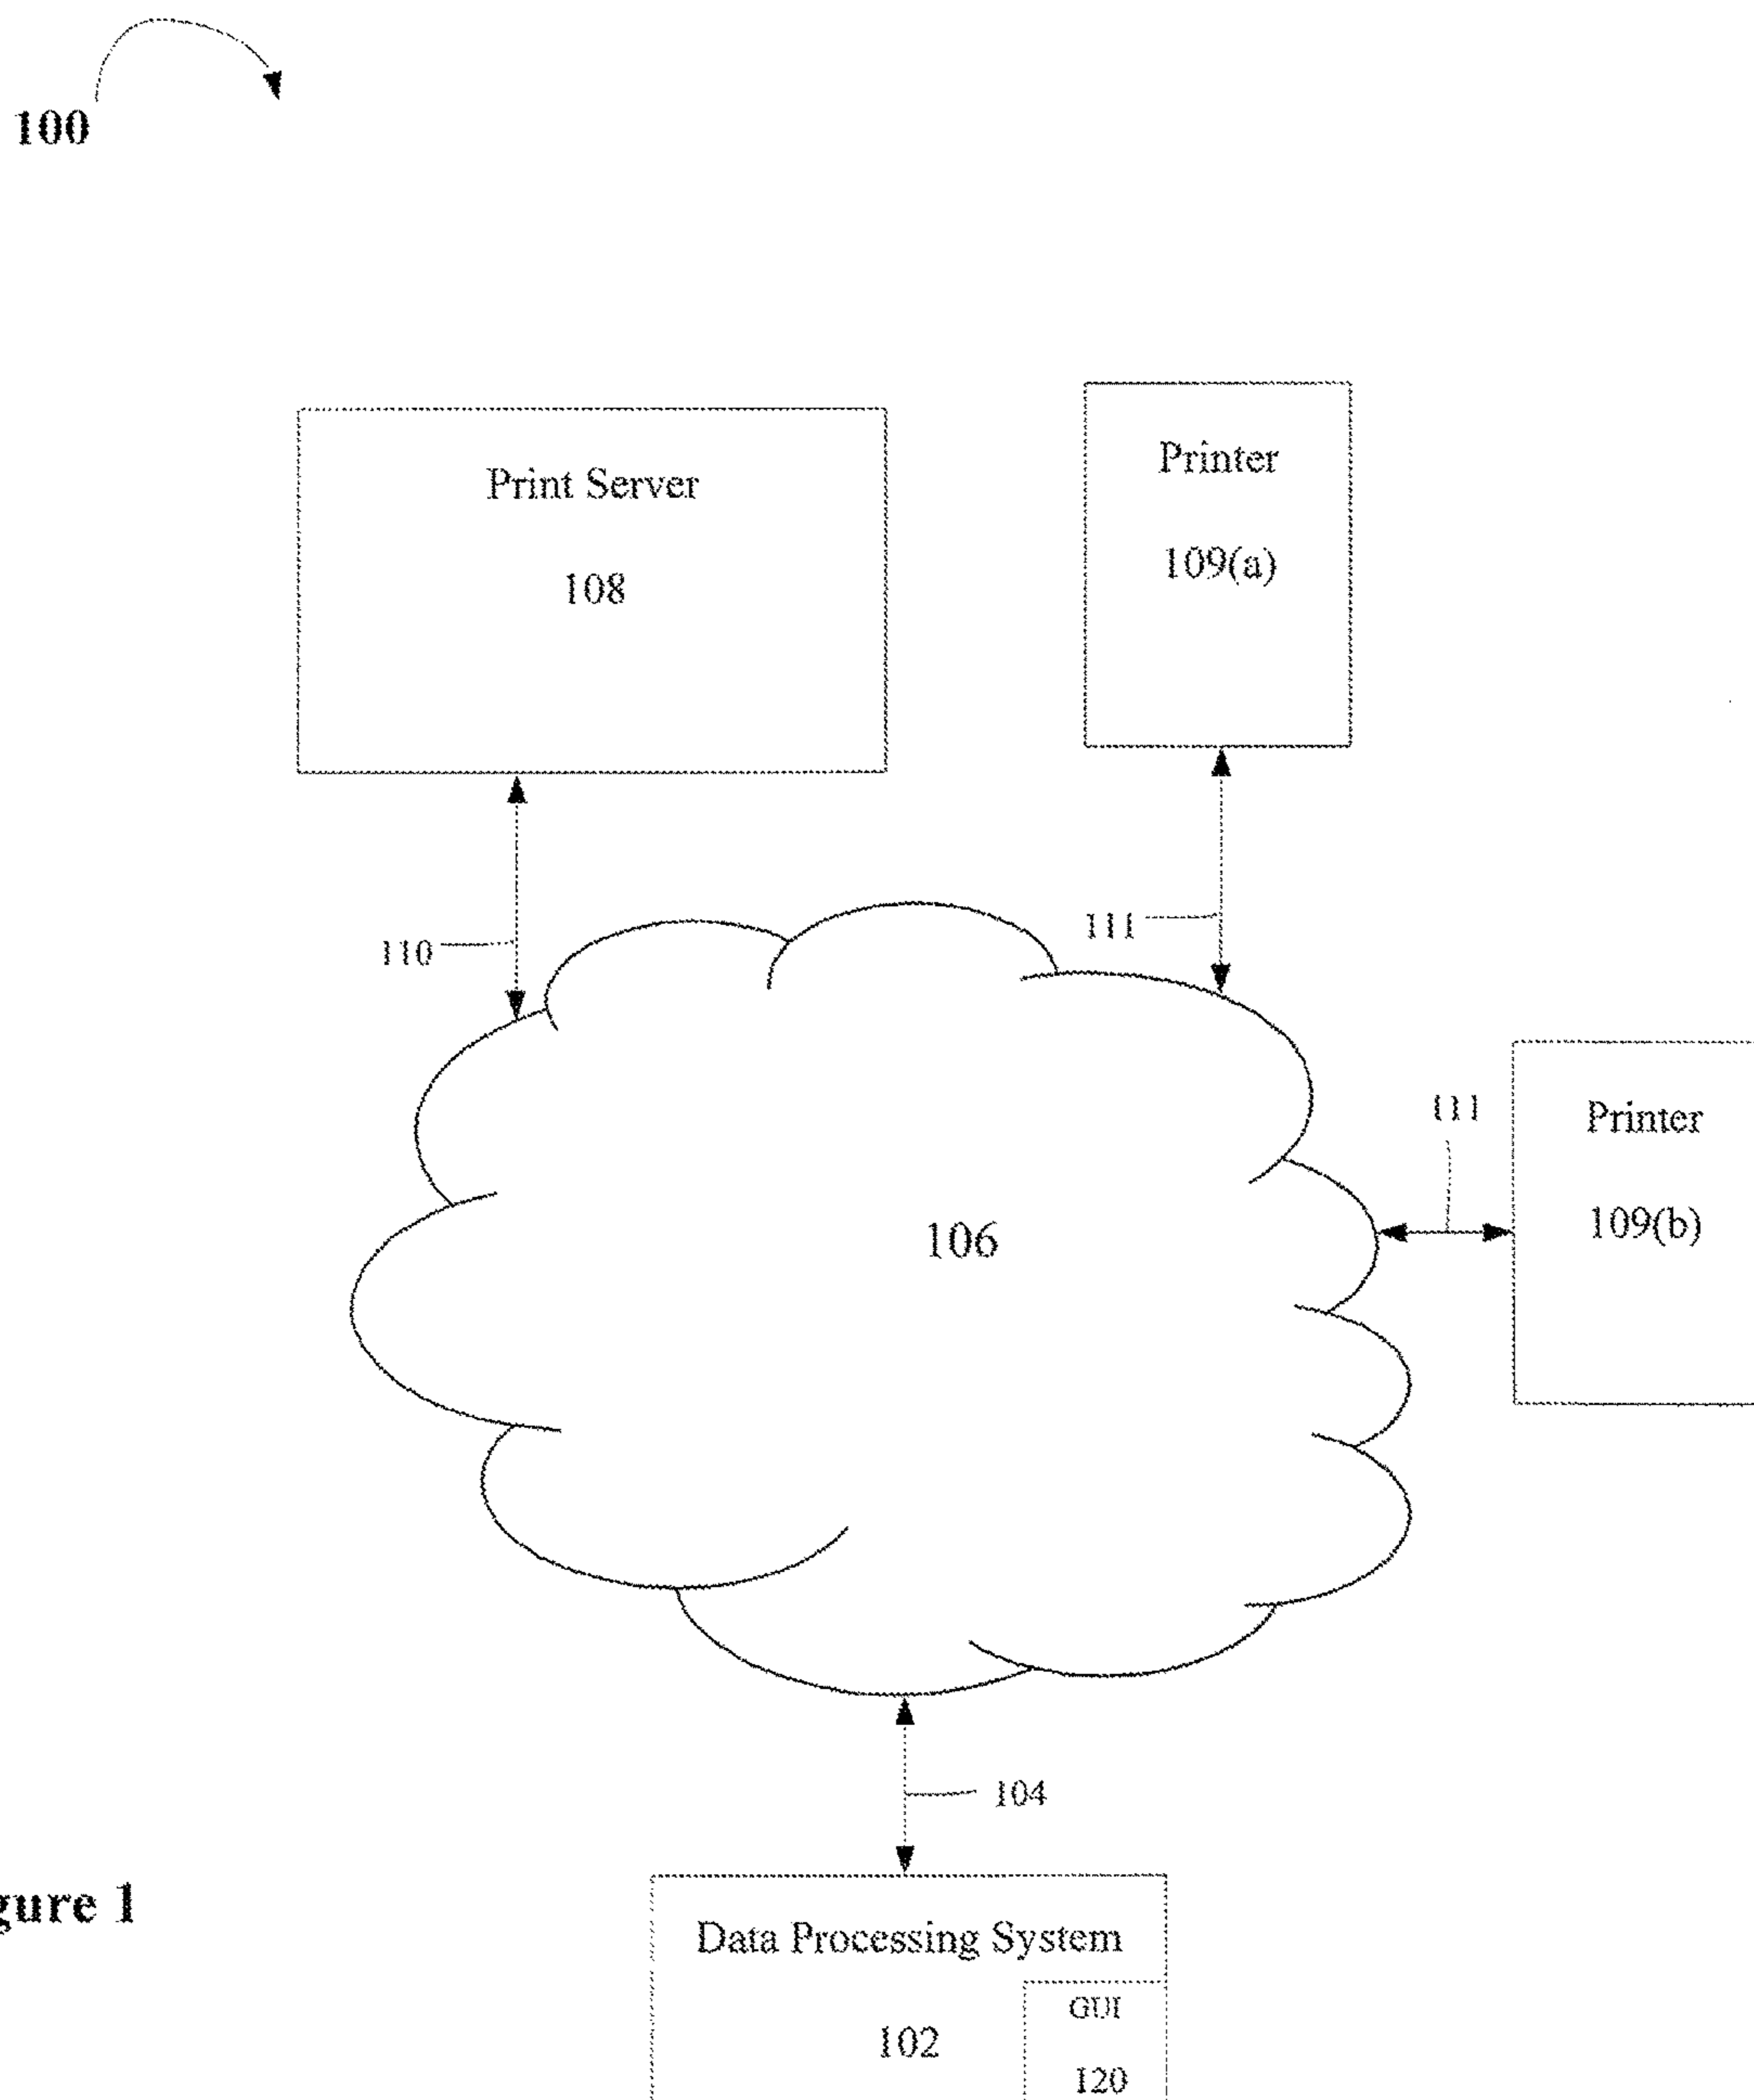 100
Print Server
108
Printer
109(a)
110
111
111
Printer
109(b)
106
104
gure 1
Data Processing System
102
GUI
120